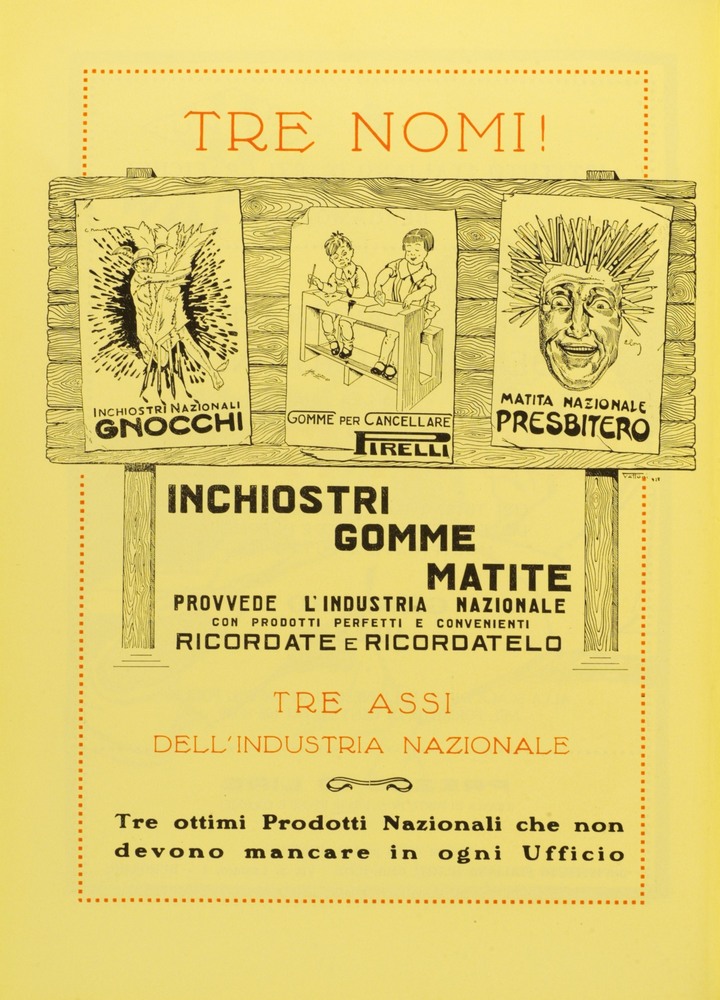 TRE NOMI!
INCHIOSTRI NAZIONALI
GNOCCHI
GOMME PER CANCELLARE
PIRELLI
MATITA NAZIONALE
PRESBITERO
INCHIOSTRI
GOMME
MATITE
PROVVEDE L'INDUSTRIA NAZIONALE
CON PRODOTTI PERFETTI E CONVENIENTI
RICORDATE E RICORDATELO
TRE ASSI
DELL'INDUSTRIA NAZIONALE
Tre ottimi Prodotti Nazionali che non
devono mancare in ogni Ufficio